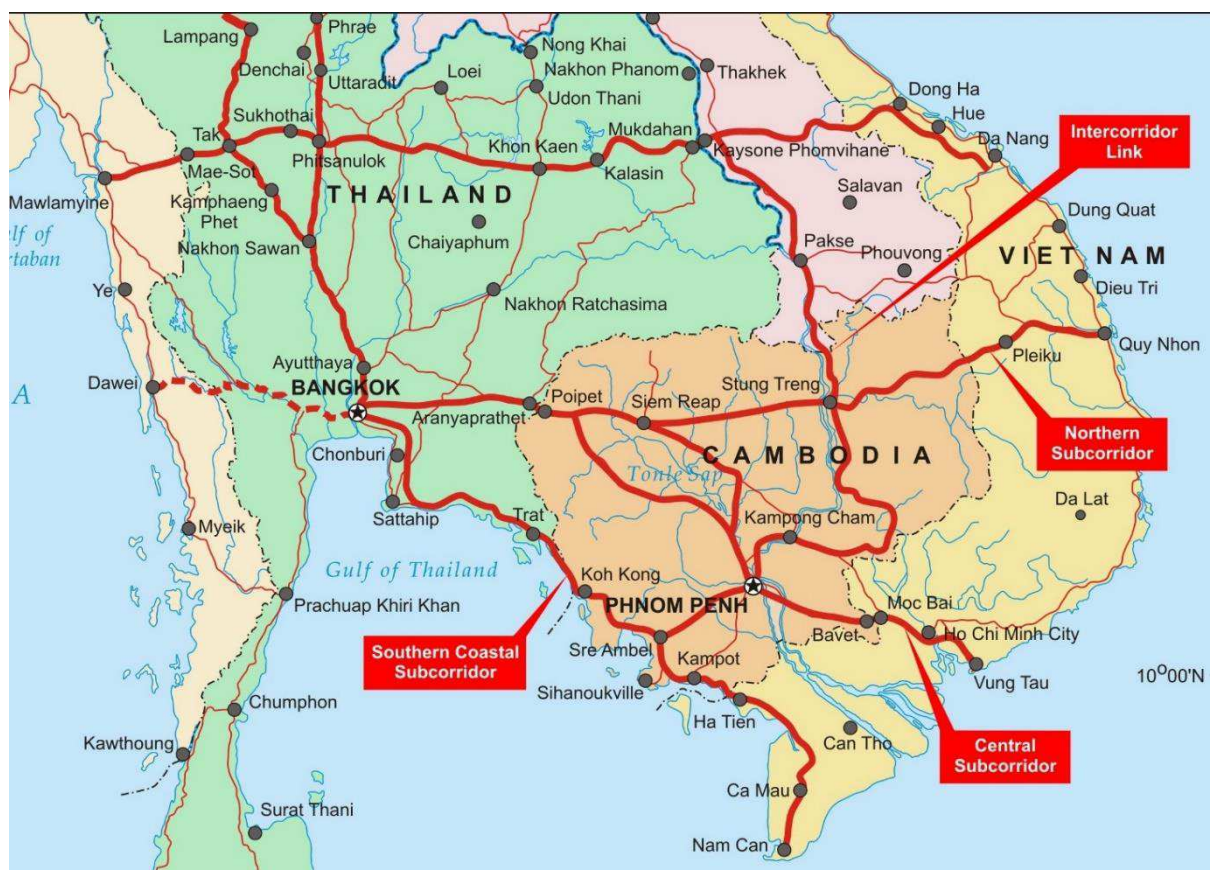 Lampang
Phrae
Nong Khai
Denchai
Uttaradit
Loei
Nakhon Phanom
Thakhek
Udon Thani
Dong Ha
Hue
Sukhothai
Tak
Mukdahan
Da Nang
Intercorridor
Link
Phitsanulok
Khon Kaen
Kaysone Phomvihane
Mae-Sot
Kalasin
Mawlamyine
Kamphaeng
Phet
THAILAND
Salavan
Chaiyaphum
Dung Quat
Nakhon Sawan
Pakse
Phouvong
VIET NAM
ulf of
rtaban
Ye
Nakhon Ratchasima
Dieu Tri
Ayutthaya
Pleiku
Quy Nhon
Dawei
BANGKOK
Stung Treng
A
Aranyaprathet
Poipet
Siem Reap
Northern
Subcorridor
Chonburi
CAMBODIA
Tonle Sap
Sattahip
Da Lat
Myeik
Trat
Kampong Cham
Gulf of Thailand
Koh Kong
Prachuap Khiri Khan
PHNOM PENH
Moc Bai
Bavet
Ho Chi Minh City
Southern Coastal
Subcorridor
Sre Ambel
Kampot
Sihanoukville
Vung Tau
10⁰00'N
Chumphon
Ha Tien
Can Tho
Kawthoung
Central
Subcorridor
Ca Mau
Surat Thani
Nam Can